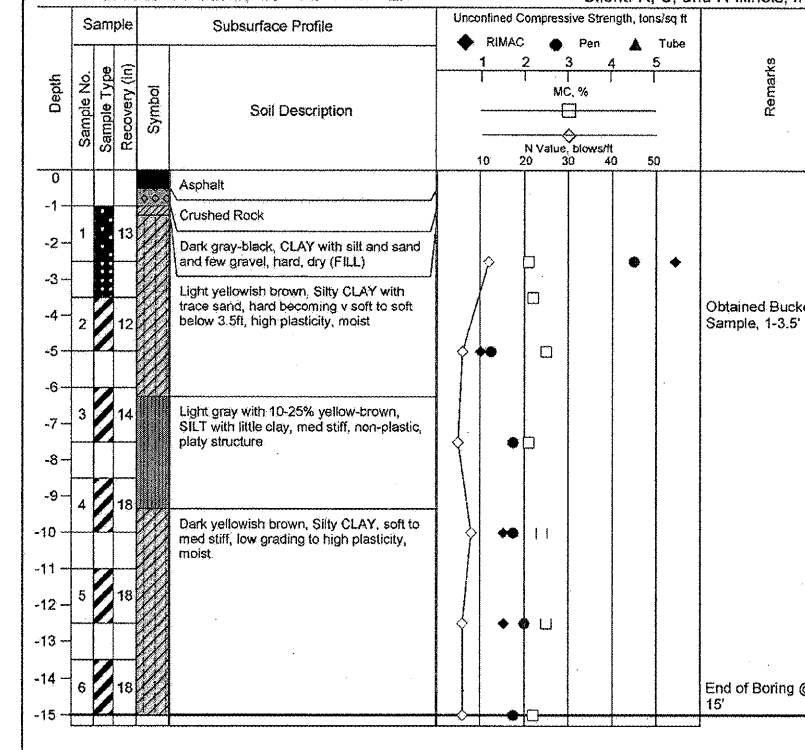 Sample
Subsurface Profile
Unconfined Compressive Strength, tons/sq ft
RIMAC Pen Tube
1 2 3 4 5
MC, %
N Value, blows/ft
10 20 30 40 50
Depth
Sample No.
Sample Type
Recovery (in)
Symbol
Soil Description
Remarks
0
-1
-2
-3
-4
-5
-6
-7
-8
-9
-10
-11
-12
-13
-14
-15
1 13
2 12
3 14
4 18
5 18
6 18
Asphalt
Crushed Rock
Dark gray-black, CLAY with silt and sand
and few gravel, hard, dry (FILL)
Light yellowish brown, Silty CLAY with
trace sand, hard becoming v soft to soft
below 3.5ft, high plasticity, moist
Light gray with 10-25% yellow-brown,
SILT with little clay, med stiff, non-plastic,
platy structure
Dark yellowish brown, Silty CLAY, soft to
med stiff, low grading to high plasticity,
moist
Obtained Bucke
Sample, 1-3.5'
End of Boring @
15'